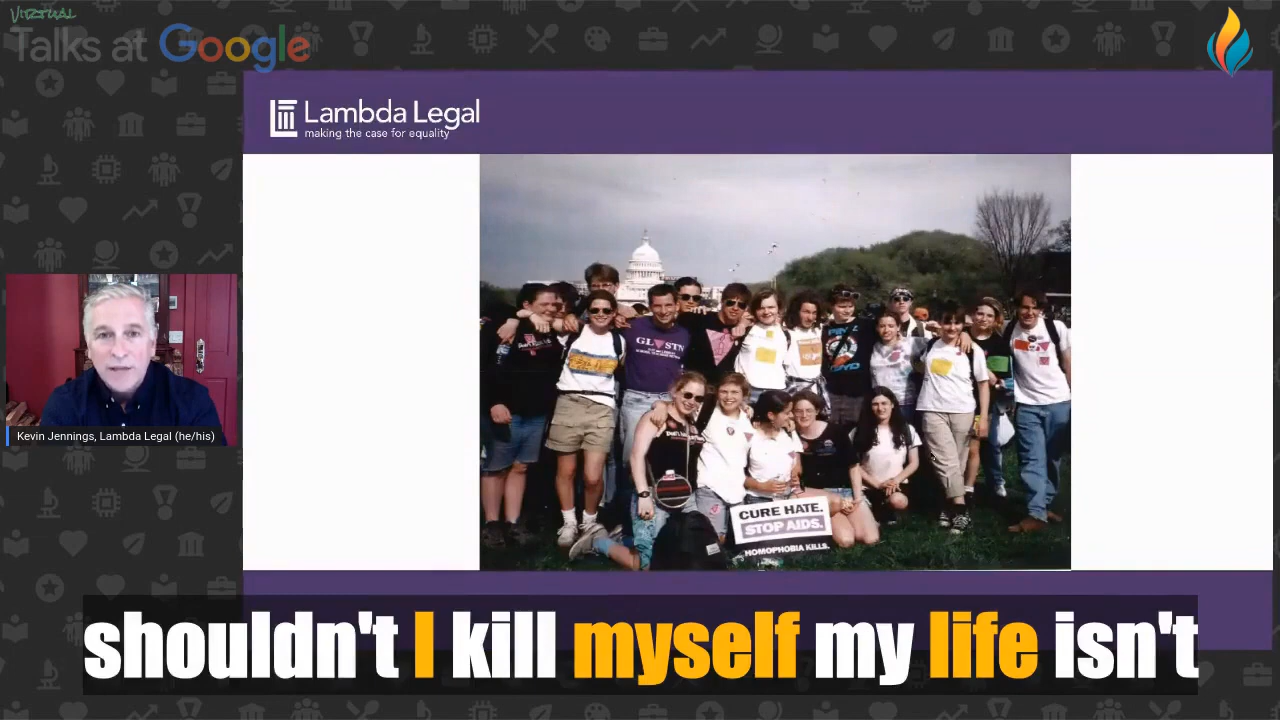 VIRTUAL
Talks at Google
Lambda Legal
making the case for equality
GLSTN
CURE HATE.
STOP AIDS.
HOMOPHOBIA KILLS.
Kevin Jennings, Lambda Legal (he/his)
shouldn't I kill myself my life isn't